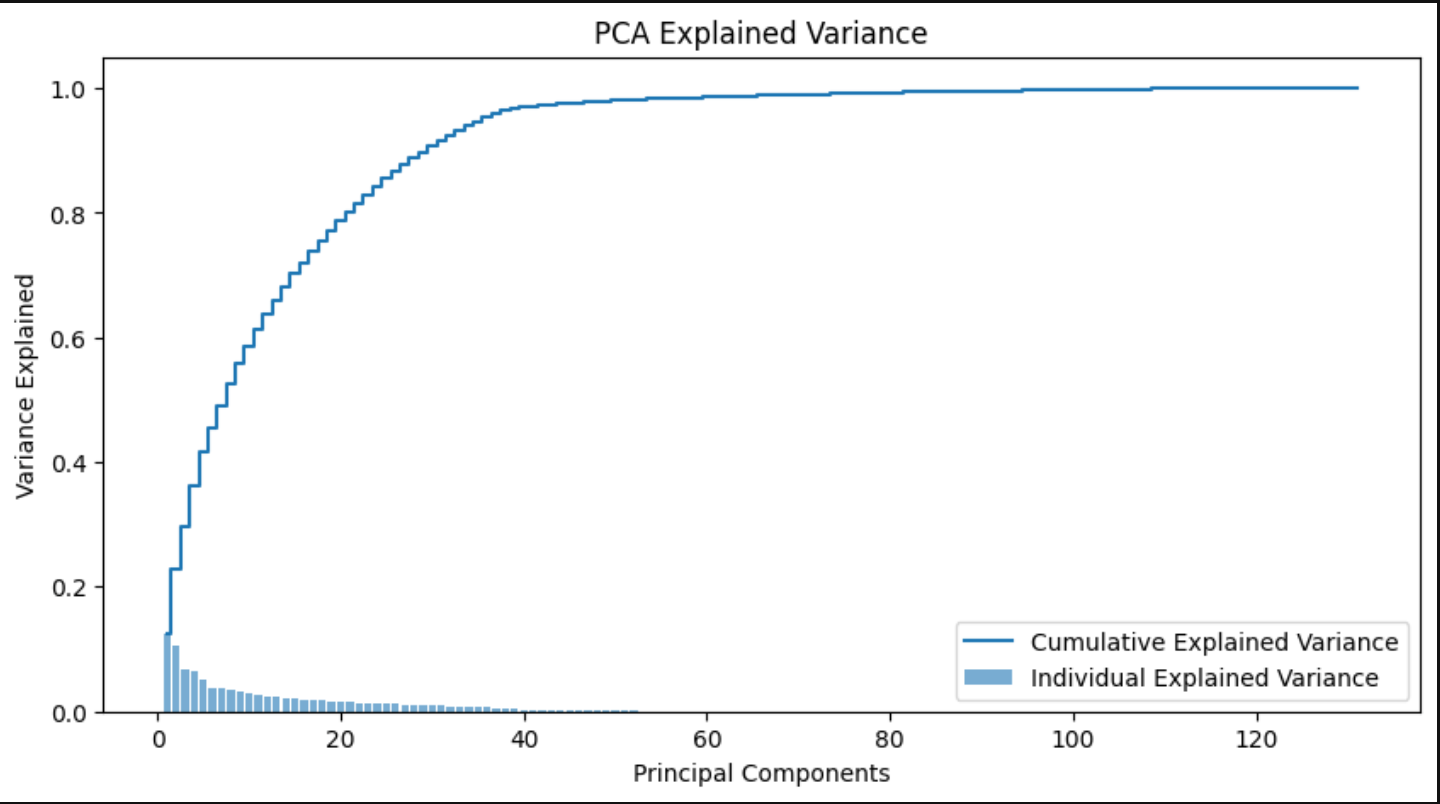 PCA Explained Variance
1.0
0.8
0.6
0.4
0.2
0.0
Variance Explained
Cumulative Explained Variance
Individual Explained Variance
0 20 40 60 80 100 120
Principal Components